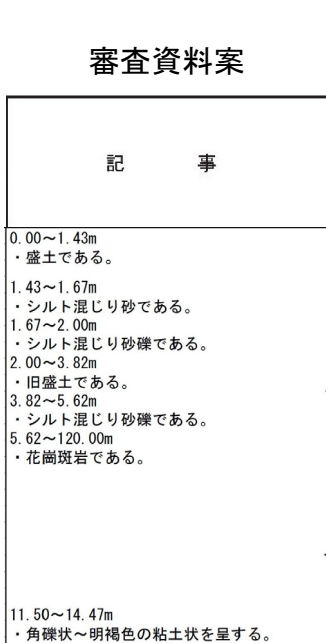 審査資料案
記 事
0.00～1.43m
・盛土である。
1.43～1.67m
・シルト混じり砂である。
1.67～2.00m
・シルト混じり砂礫である。
2.00～3.82m
・旧盛土である。
3.82～5.62m
・シルト混じり砂礫である。
5.62～120.00m
・花崗斑岩である。
11.50～14.47m
・角礫状～明褐色の粘土状を呈する。